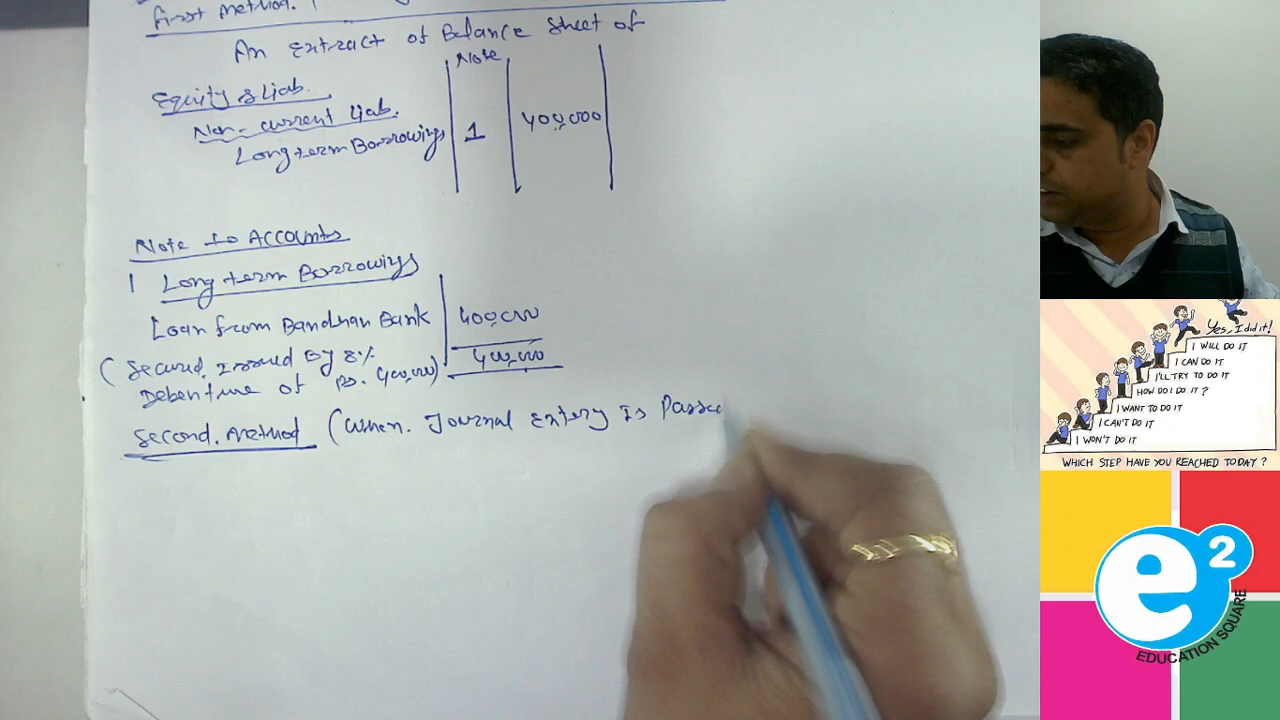 First Method.
An Extract of Balance Sheet of
Note
Equity & Liab.
Non-current Liab.
Long term Borrowings 1 400,000
Note to Accounts
1 Long term Borrowings
Loan from Bandhan Bank 400,000
(Secured, Issued By 8% 400,000
Debenture of Rs. 400,000)
Second. Method (When. Journal Entery Is Passe
Yes, I did it!
I WILL DO IT
I CAN DO IT
I'LL TRY TO DO IT
HOW DO I DO IT?
I WANT TO DO IT
I CAN'T DO IT
I WON'T DO IT
WHICH STEP HAVE YOU REACHED TODAY?
e2
EDUCATION SQUARE